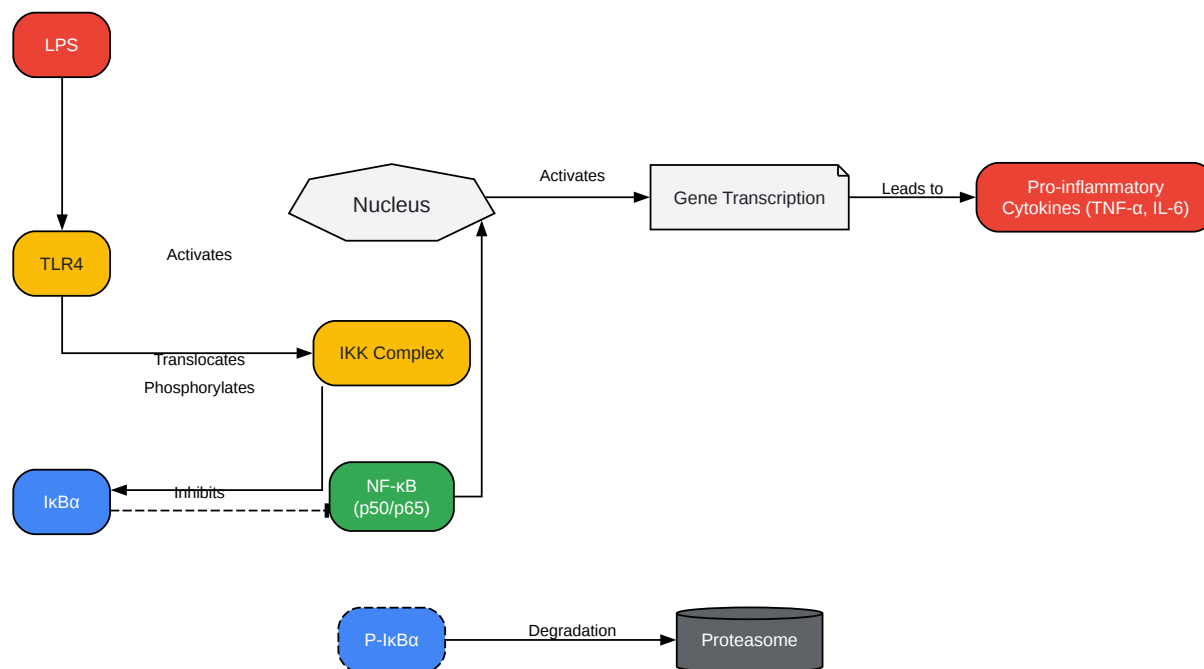 LPS
Nucleus
Activates
Gene Transcription
Leads to
Pro-inflammatory
Cytokines (TNF-α, IL-6)
TLR4
Activates
IKK Complex
Translocates
Phosphorylates
IκBα
Inhibits
NF-κB
(p50/p65)
P-IκBα
Degradation
Proteasome